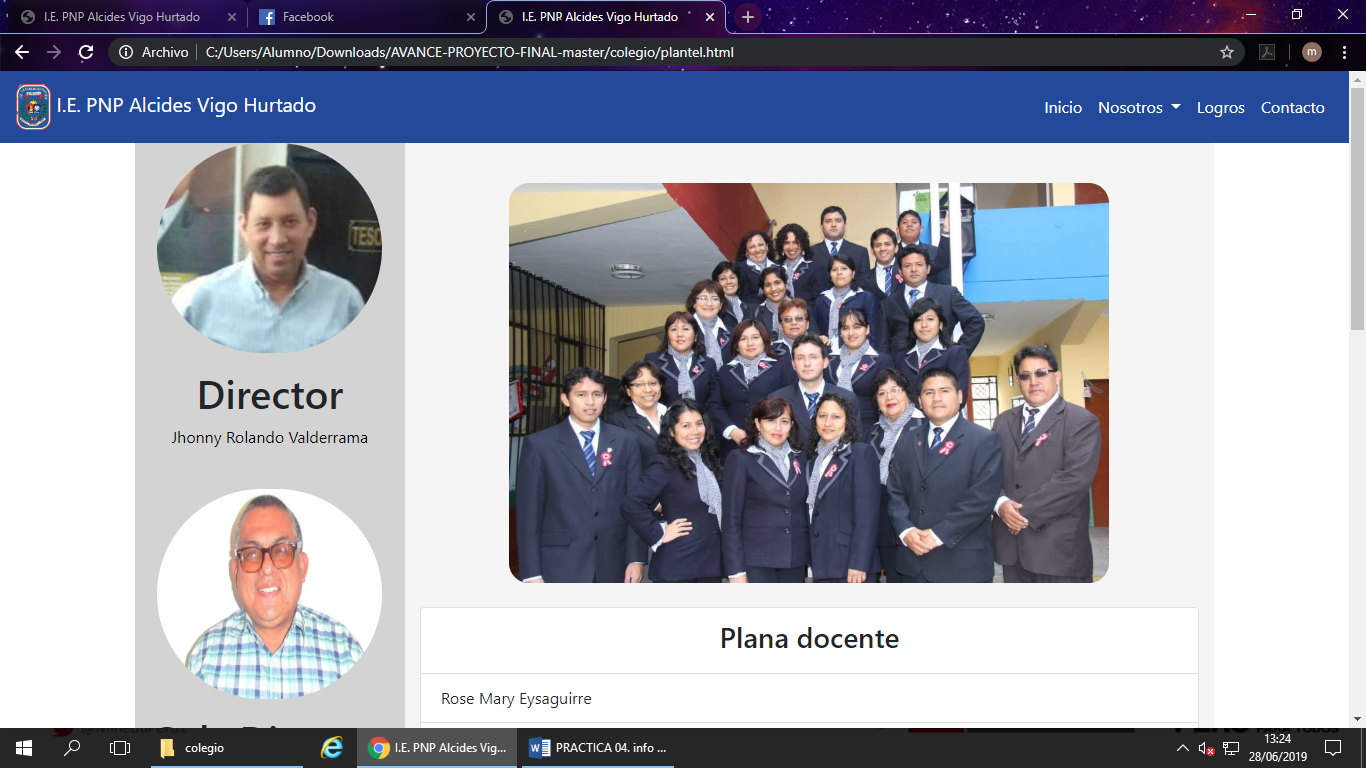 I.E. PNP Alcides Vigo Hurtado
Facebook
I.E. PNP Alcides Vigo Hurtado
Archivo
C:/Users/Alumno/Downloads/AVANCE-PROYECTO-FINAL-master/colegio/plantel.html
m
I.E. PNP Alcides Vigo Hurtado
Inicio
Nosotros
Logros
Contacto
TESO
Director
Jhonny Rolando Valderrama
Plana docente
Rose Mary Eysaguirre
colegio
I.E. PNP Alcides Vig...
PRACTICA 04. info ...
13:24
28/06/2019